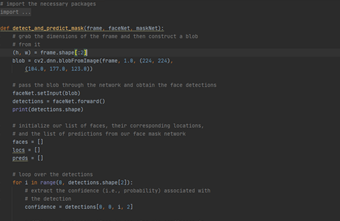 # import the necessary packages
import ...
def detect_and_predict_mask(frame, faceNet, maskNet):
# grab the dimensions of the frame and then construct a blob
# from it
(h, w) = frame.shape[:2]
blob = cv2.dnn.blobFromImage(frame, 1.0, (224, 224),
(104.0, 177.0, 123.0))
# pass the blob through the network and obtain the face detections
faceNet.setInput(blob)
detections = faceNet.forward()
print(detections.shape)
# initialize our list of faces, their corresponding locations,
# and the list of predictions from our face mask network
faces = []
locs = []
preds = []
# loop over the detections
for i in range(0, detections.shape[2]):
# extract the confidence (i.e., probability) associated with
# the detection
confidence = detections[0, 0, i, 2]